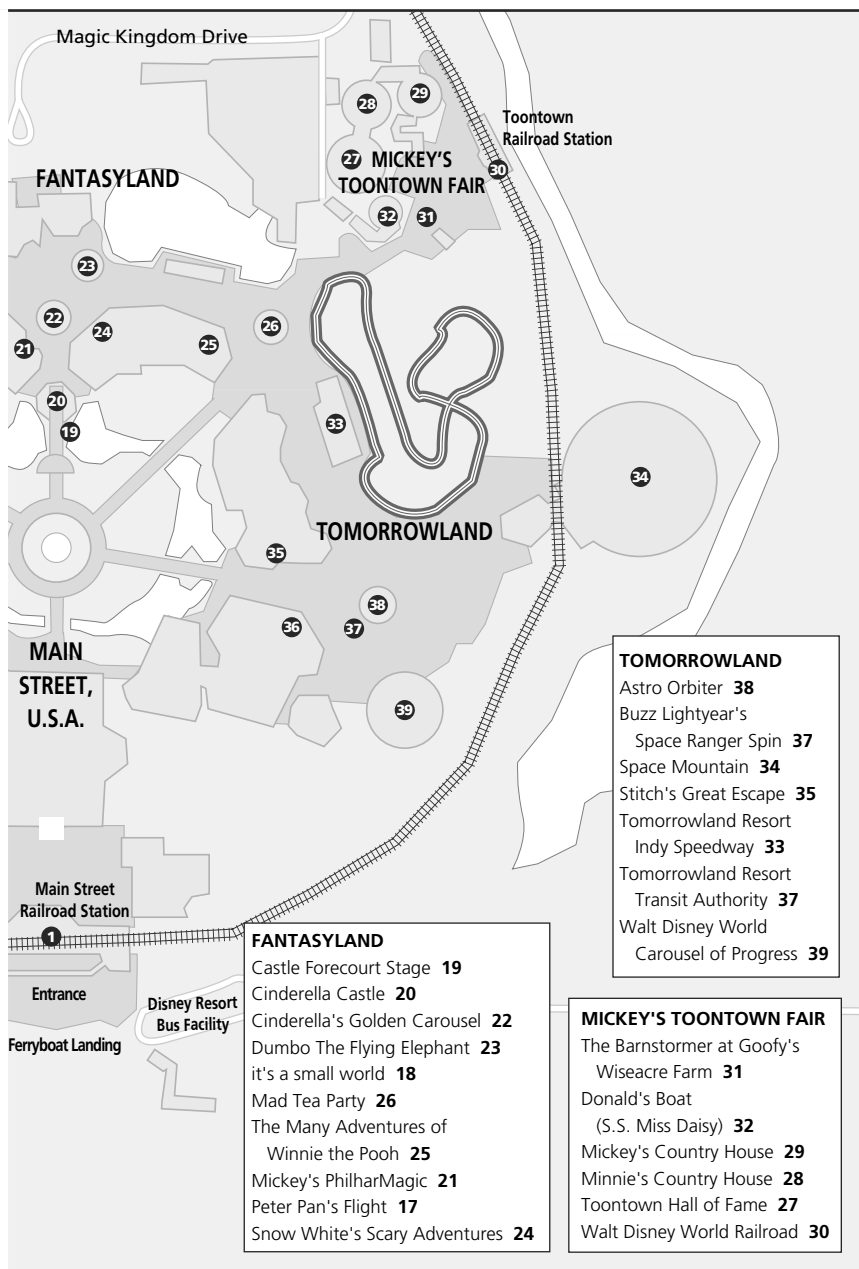 Magic Kingdom Drive
29
28
Toontown
Railroad Station
27
MICKEY'S
TOONTOWN FAIR
30
FANTASYLAND
32
31
23
22
24
26
25
21
20
19
33
34
TOMORROWLAND
35
38
36
37
MAIN
STREET,
U.S.A.
39
TOMORROWLAND
Astro Orbiter 38
Buzz Lightyear's
Space Ranger Spin 37
Space Mountain 34
Stitch's Great Escape 35
Tomorrowland Resort
Indy Speedway 33
Tomorrowland Resort
Transit Authority 37
Walt Disney World
Carousel of Progress 39
Main Street
Railroad Station
1
Entrance
Disney Resort
Bus Facility
Ferryboat Landing
FANTASYLAND
Castle Forecourt Stage 19
Cinderella Castle 20
Cinderella's Golden Carousel 22
Dumbo The Flying Elephant 23
it's a small world 18
Mad Tea Party 26
The Many Adventures of
Winnie the Pooh 25
Mickey's PhilharMagic 21
Peter Pan's Flight 17
Snow White's Scary Adventures 24
MICKEY'S TOONTOWN FAIR
The Barnstormer at Goofy's
Wiseacre Farm 31
Donald's Boat
(S.S. Miss Daisy) 32
Mickey's Country House 29
Minnie's Country House 28
Toontown Hall of Fame 27
Walt Disney World Railroad 30